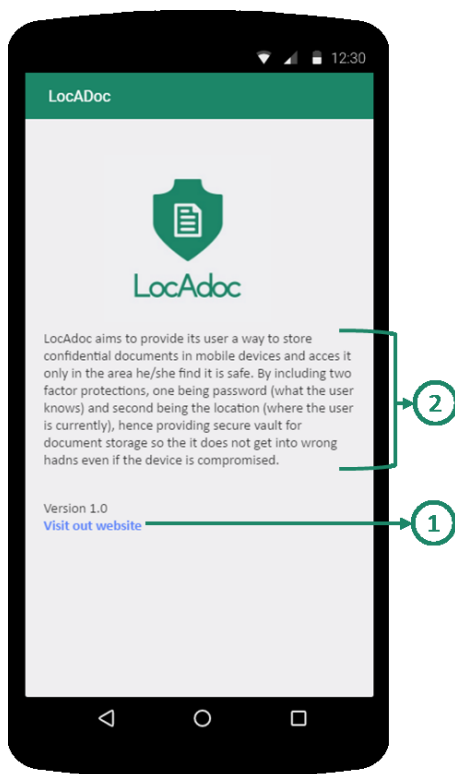 12:30
LocADoc
LocAdoc
LocAdoc aims to provide its user a way to store
confidential documents in mobile devices and acces it
only in the area he/she find it is safe. By including two
factor protections, one being password (what the user
knows) and second being the location (where the user
is currently), hence providing secure vault for
document storage so the it does not get into wrong
hadns even if the device is compromised.
2
Version 1.0
Visit out website
1